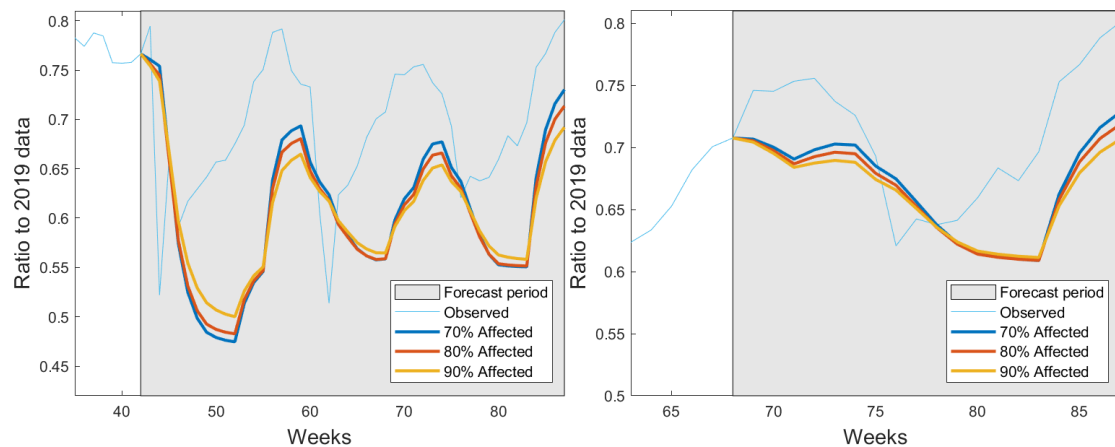 0.8
0.75
0.7
0.65
0.6
0.55
0.5
0.45
Ratio to 2019 data
40
50
60
70
80
Weeks
Forecast period
Observed
70% Affected
80% Affected
90% Affected
0.8
0.75
0.7
0.65
0.6
0.55
0.5
Ratio to 2019 data
65
70
75
80
85
Weeks
Forecast period
Observed
70% Affected
80% Affected
90% Affected